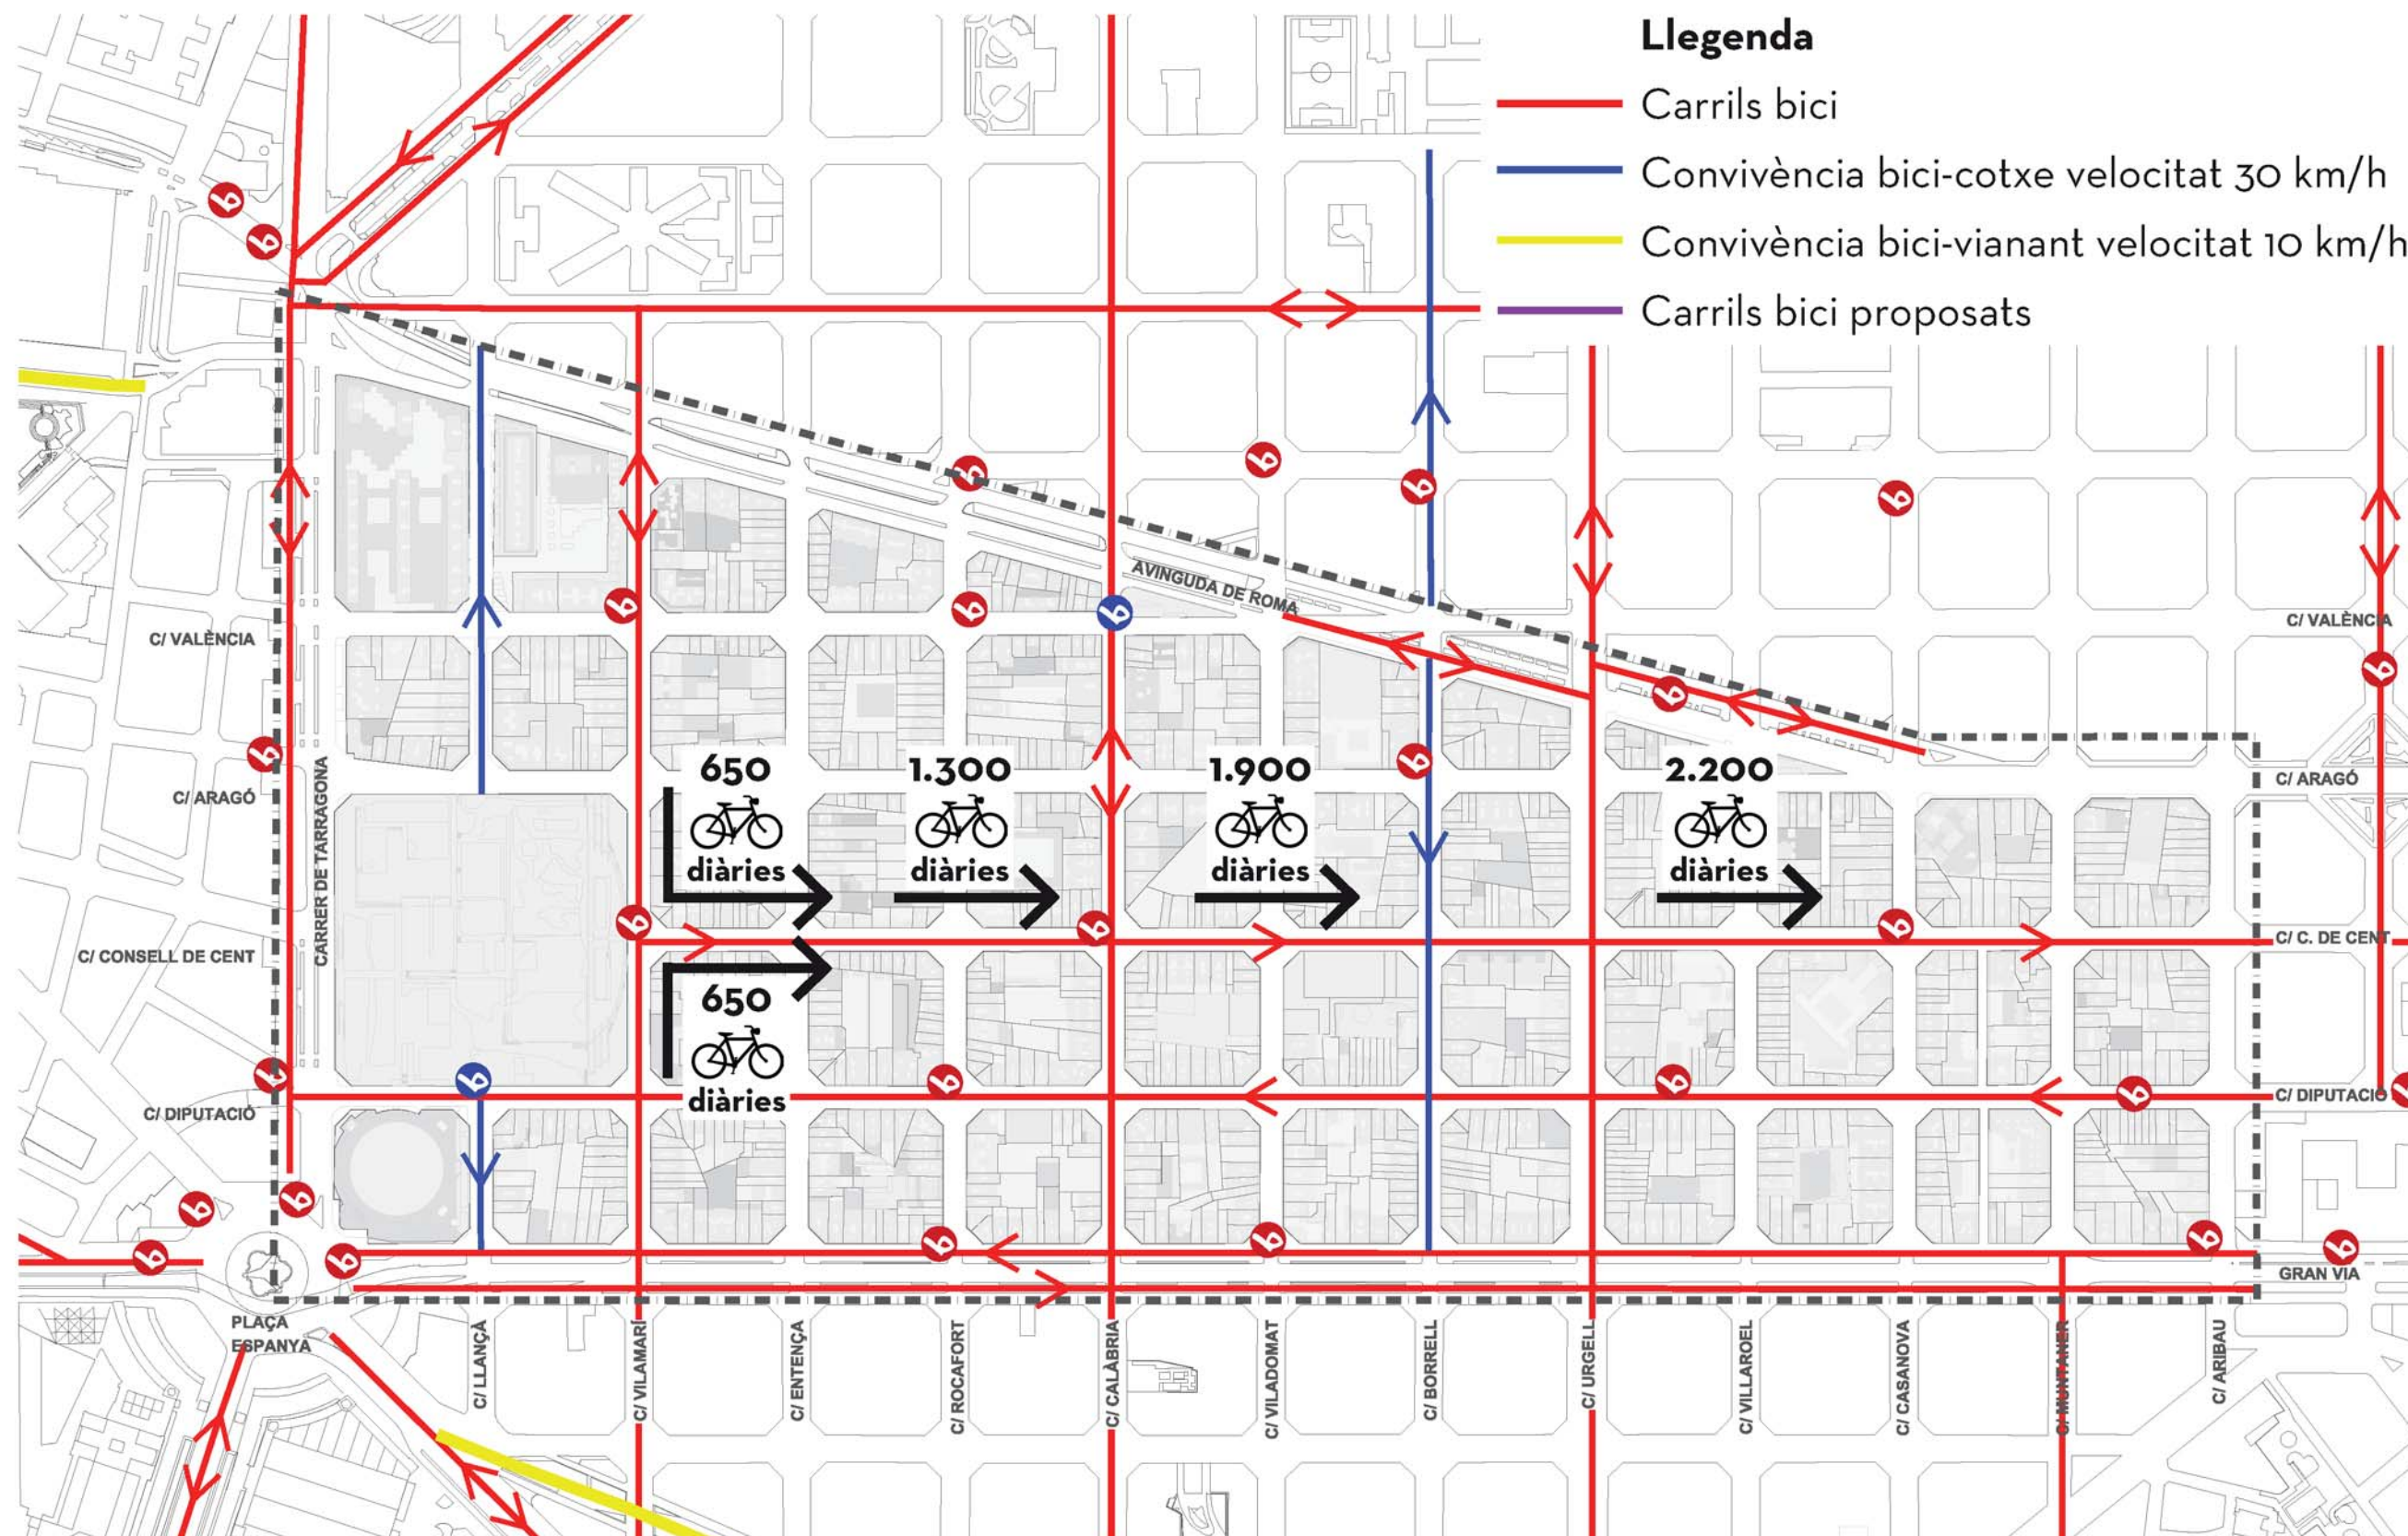 Llegenda
Carrils bici
Convivència bici-cotxe velocitat 30 km/h
Convivència bici-vianant velocitat 10 km/h
Carrils bici proposats
AVINGUDA DE ROMA
C/ VALÈNCIA
C/ VALÈNCIA
C/ ARAGÓ
C/ ARAGÓ
CARRER DE TARRAGONA
650
diàries
1.300
diàries
1.900
diàries
2.200
diàries
C/ CONSELL DE CENT
C/ C. DE CENT
650
diàries
C/ DIPUTACIÓ
C/ DIPUTACIÓ
GRAN VIA
PLAÇA
ESPANYA
C/ LLANÇÀ
C/ VILAMARÍ
C/ ENTENÇA
C/ ROCAFORT
C/ CALÀBRIA
C/ VILADOMAT
C/ BORRELL
C/ URGELL
C/ VILLAROEL
C/ CASANOVA
C/ MUNTANER
C/ ARIBAU